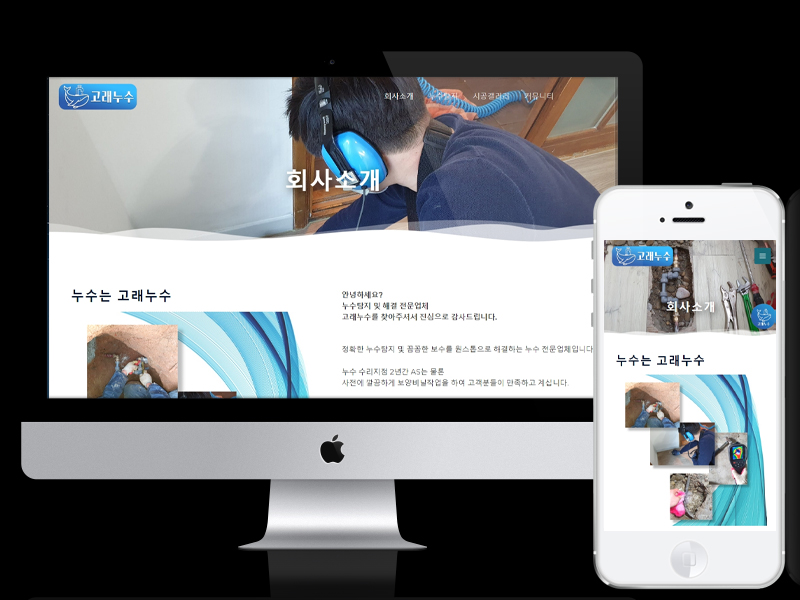 고래누수
회사소개 누수탐지 시공갤러리 커뮤니티
회사소개
누수는 고래누수
안녕하세요?
누수탐지 및 해결 전문업체
고래누수를 찾아주셔서 진심으로 감사드립니다.
정확한 누수탐지 및 꼼꼼한 보수를 원스톱으로 해결하는 누수 전문업체입니다
누수 수리지점 2년간 AS는 물론
사전에 깔끔하게 보양비닐작업을 하여 고객분들이 만족하고 계십니다.
고래누수
회사소개
누수는 고래누수